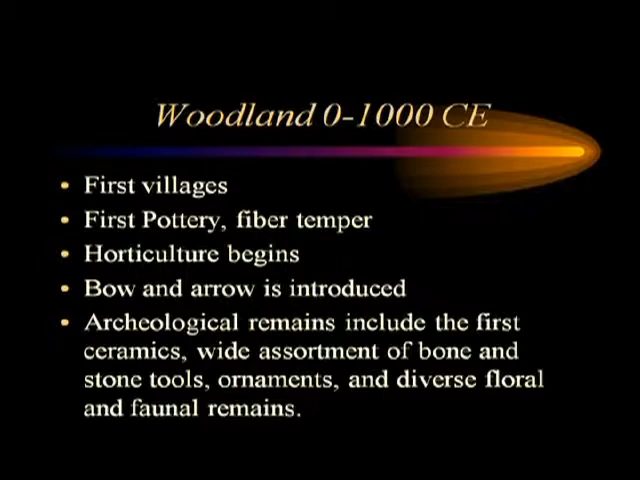 Woodland 0-1000 CE
• First villages
• First Pottery, fiber temper
• Horticulture begins
• Bow and arrow is introduced
• Archeological remains include the first
ceramics, wide assortment of bone and
stone tools, ornaments, and diverse floral
and faunal remains.